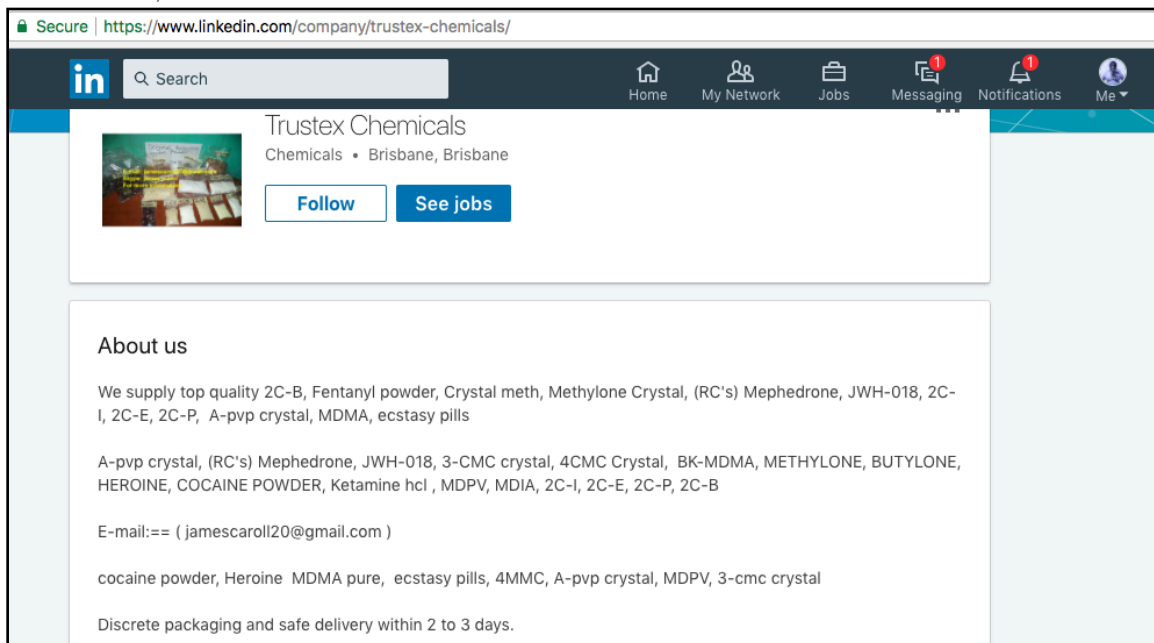 Secure | https://www.linkedin.com/company/trustex-chemicals/
in
Search
Home
My Network
Jobs
1
Messaging
1
Notifications
Me
Trustex Chemicals
Chemicals • Brisbane, Brisbane
Follow
See jobs
About us
We supply top quality 2C-B, Fentanyl powder, Crystal meth, Methylone Crystal, (RC's) Mephedrone, JWH-018, 2C-
I, 2C-E, 2C-P, A-pvp crystal, MDMA, ecstasy pills
A-pvp crystal, (RC's) Mephedrone, JWH-018, 3-CMC crystal, 4CMC Crystal, BK-MDMA, METHYLONE, BUTYLONE,
HEROINE, COCAINE POWDER, Ketamine hcl , MDPV, MDIA, 2C-I, 2C-E, 2C-P, 2C-B
E-mail:== ( jamescaroll20@gmail.com )
cocaine powder, Heroine MDMA pure, ecstasy pills, 4MMC, A-pvp crystal, MDPV, 3-cmc crystal
Discrete packaging and safe delivery within 2 to 3 days.